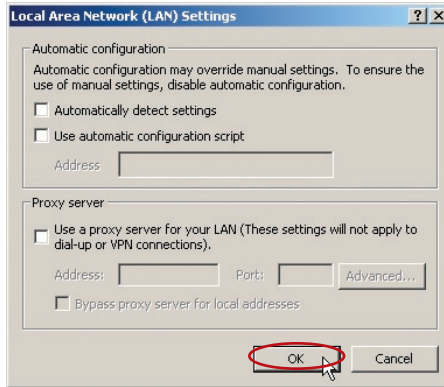 Local Area Network (LAN) Settings
Automatic configuration
Automatic configuration may override manual settings. To ensure the
use of manual settings, disable automatic configuration.
Automatically detect settings
Use automatic configuration script
Address
Proxy server
Use a proxy server for your LAN (These settings will not apply to
dial-up or VPN connections).
Address:
Port:
Advanced...
Bypass proxy server for local addresses
OK
Cancel